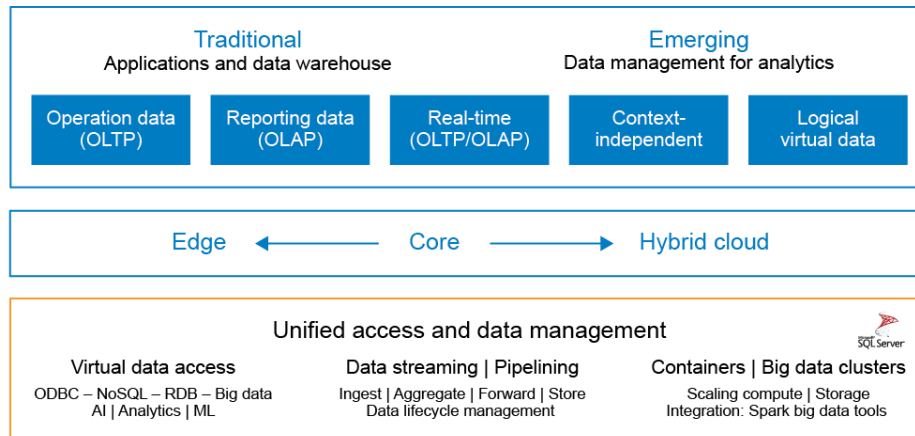 Traditional
Applications and data warehouse
Emerging
Data management for analytics
Operation data
(OLTP)
Reporting data
(OLAP)
Real-time
(OLTP/OLAP)
Context-
independent
Logical
virtual data
Edge
Core
Hybrid cloud
Unified access and data management
Microsoft
SQL Server
Virtual data access
ODBC – NoSQL – RDB – Big data
AI | Analytics | ML
Data streaming | Pipelining
Ingest | Aggregate | Forward | Store
Data lifecycle management
Containers | Big data clusters
Scaling compute | Storage
Integration: Spark big data tools